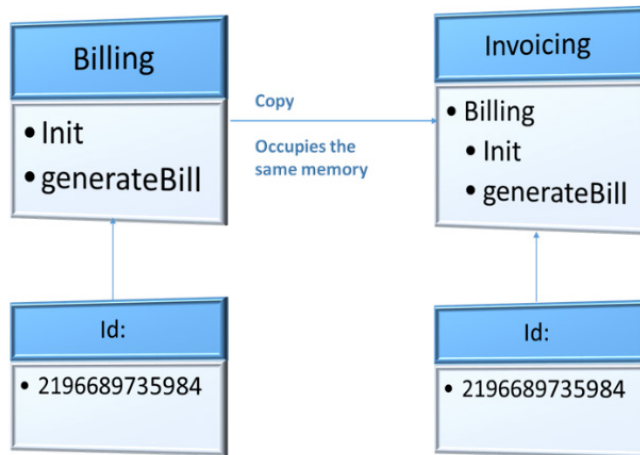 Billing
• Init
• generateBill
Copy
Occupies the
same memory
Invoicing
• Billing
• Init
• generateBill
Id:
• 2196689735984
Id:
• 2196689735984